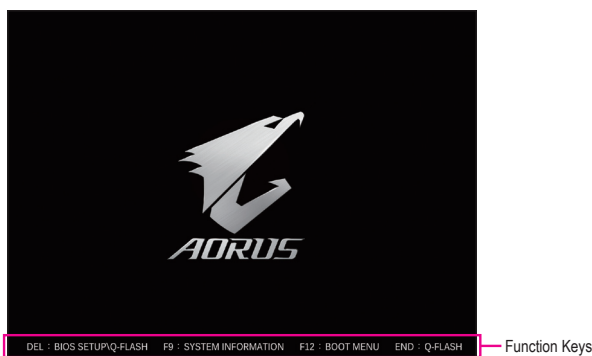 AORUS
DEL : BIOS SETUP\Q-FLASH F9 : SYSTEM INFORMATION F12 : BOOT MENU END : Q-FLASH
Function Keys